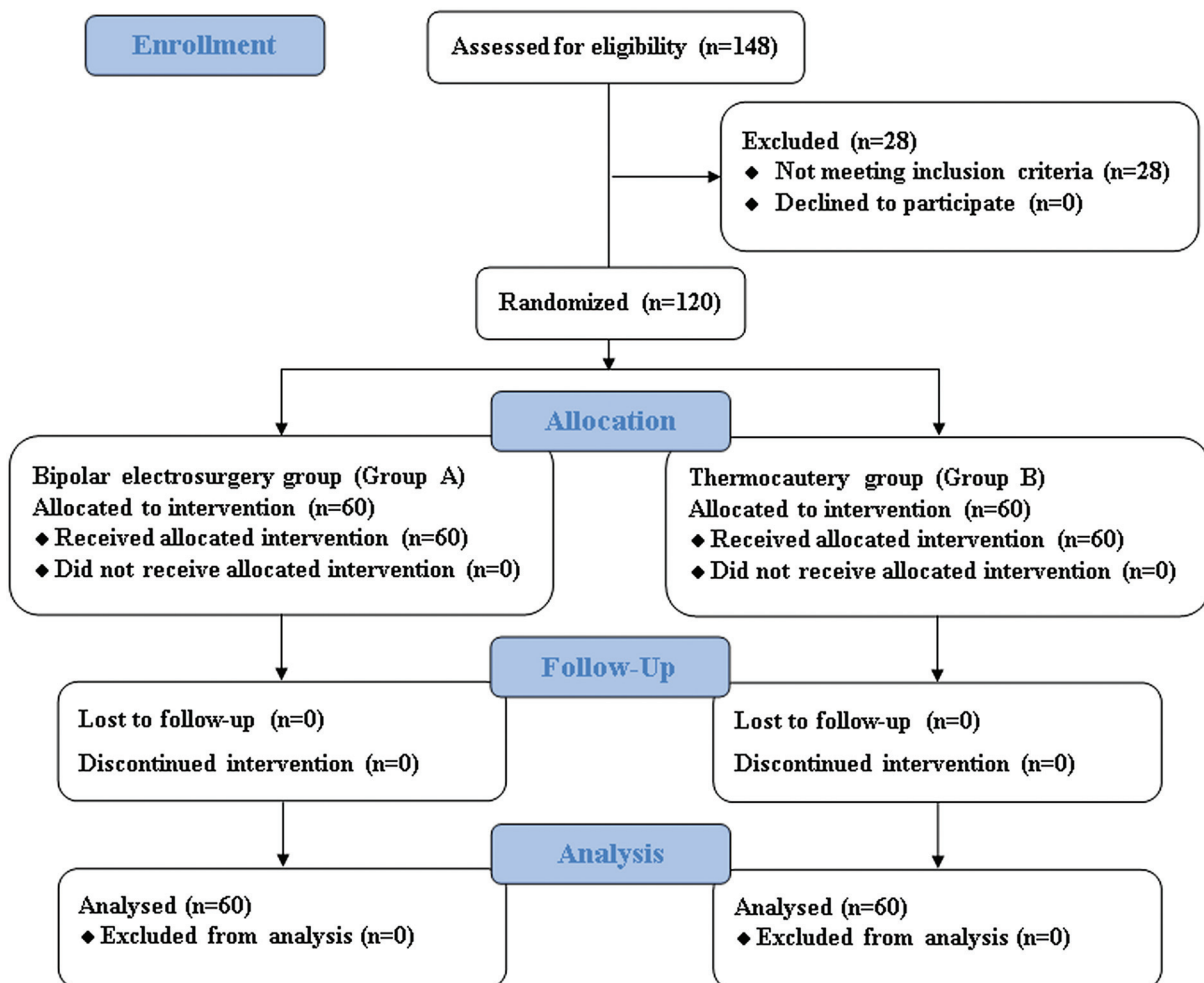 Enrollment
Assessed for eligibility (n=148)
Excluded (n=28)
◆ Not meeting inclusion criteria (n=28)
◆ Declined to participate (n=0)
Randomized (n=120)
Allocation
Bipolar electrosurgery group (Group A)
Allocated to intervention (n=60)
◆ Received allocated intervention (n=60)
◆ Did not receive allocated intervention (n=0)
Thermocautery group (Group B)
Allocated to intervention (n=60)
◆ Received allocated intervention (n=60)
◆ Did not receive allocated intervention (n=0)
Follow-Up
Lost to follow-up (n=0)
Discontinued intervention (n=0)
Lost to follow-up (n=0)
Discontinued intervention (n=0)
Analysis
Analysed (n=60)
◆ Excluded from analysis (n=0)
Analysed (n=60)
◆ Excluded from analysis (n=0)